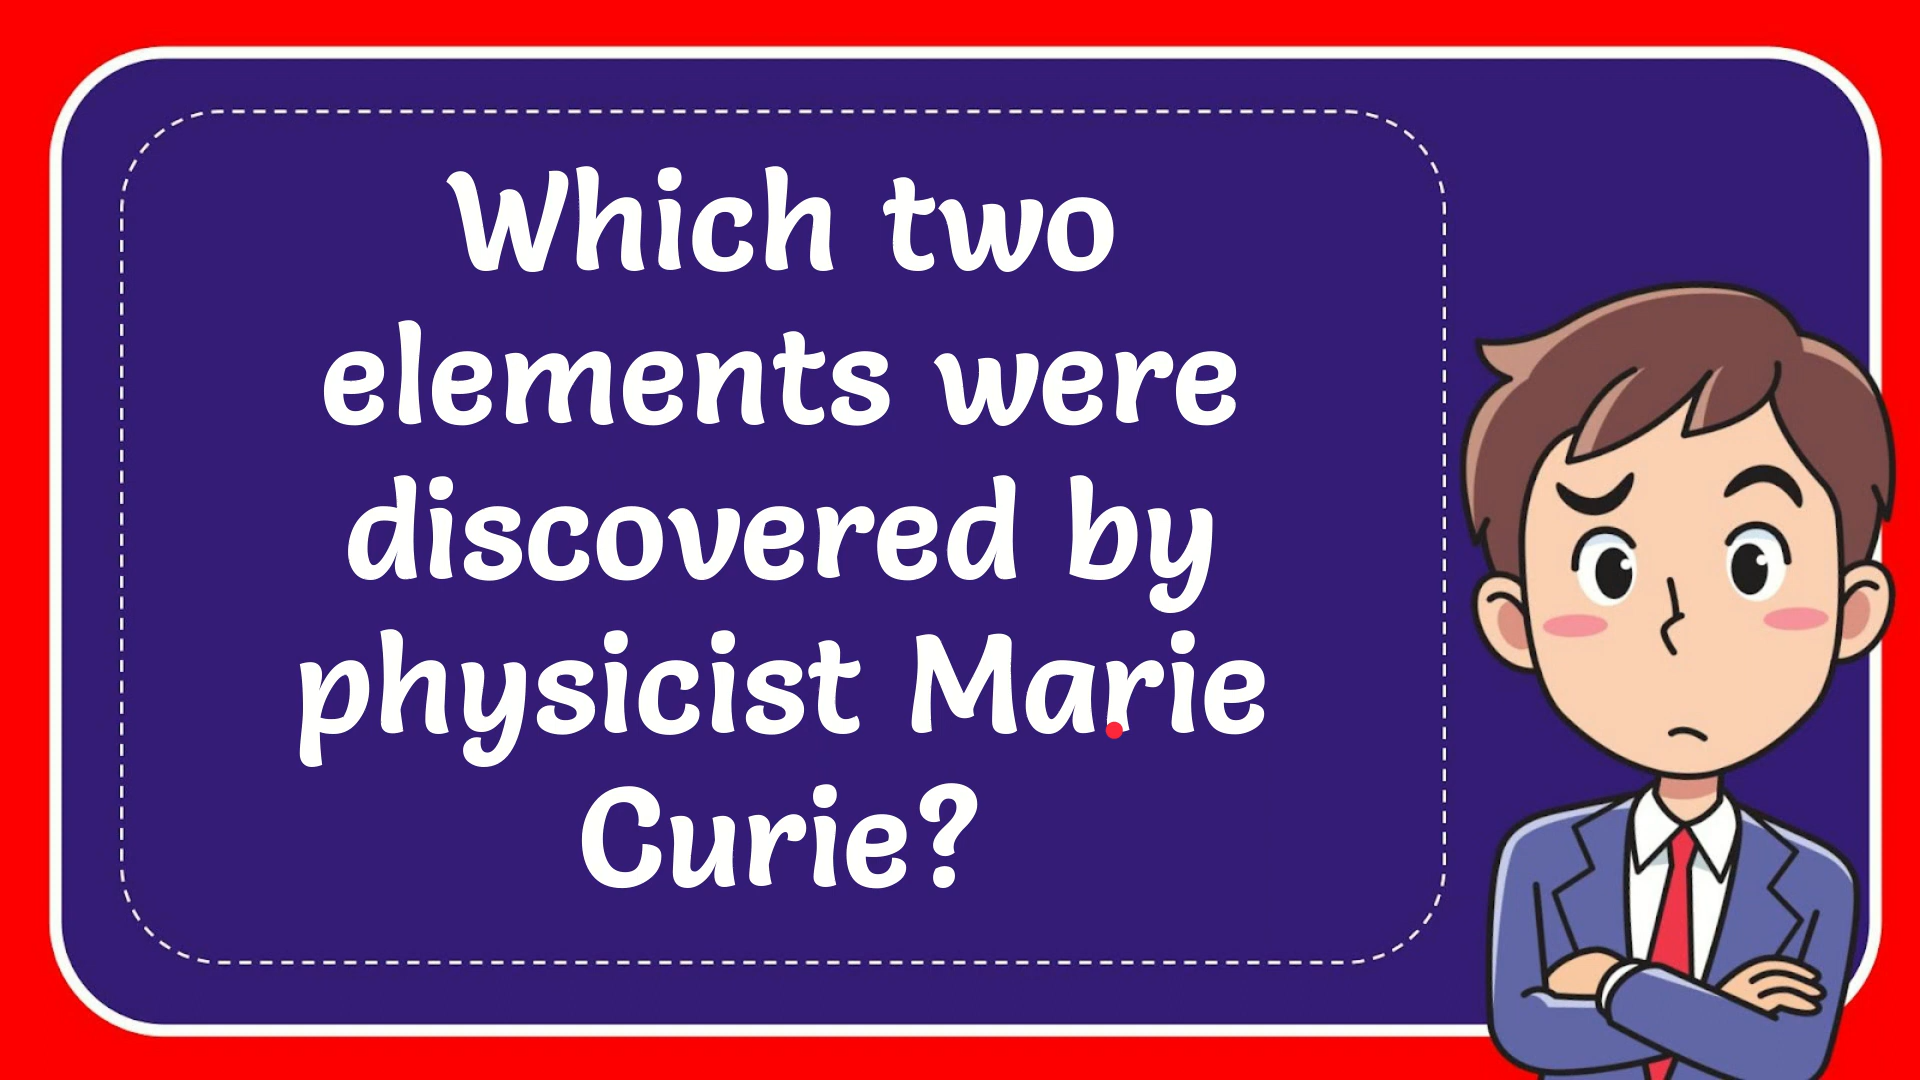 Which two
elements were
discovered by
physicist Marie
Curie?